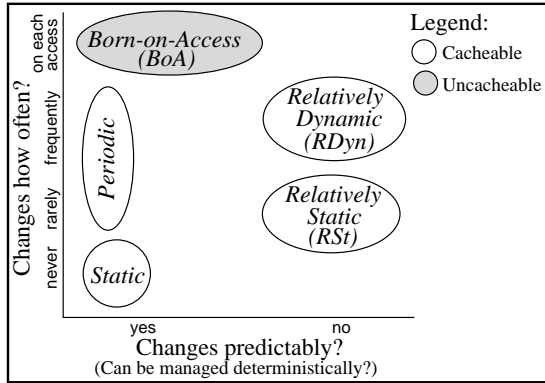 Legend:
Cacheable
Uncacheable
Changes how often?
on each
access
frequently
rarely
never
Born-on-Access
(BoA)
Periodic
Relatively
Dynamic
(RDyn)
Relatively
Static
(RSt)
Static
yes
no
Changes predictably?
(Can be managed deterministically?)